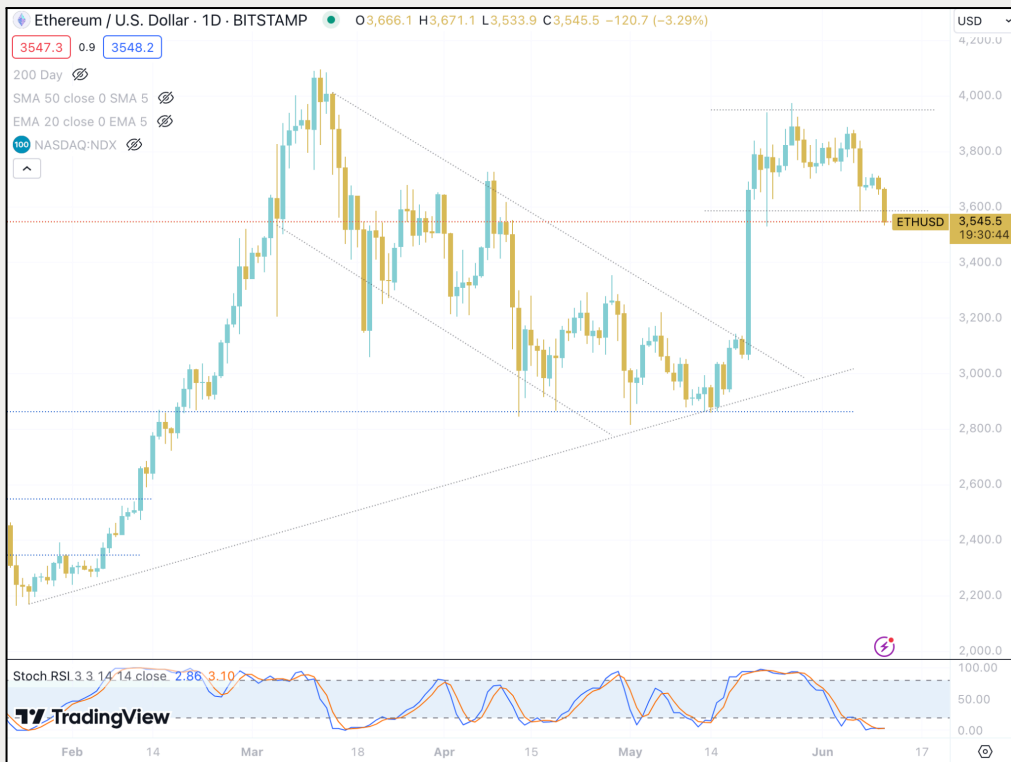 Ethereum / U.S. Dollar · 1D · BITSTAMP O3,666.1 H3,671.1 L3,533.9 C3,545.5 −120.7 (−3.29%)
USD
3547.3 0.9 3548.2
200 Day
SMA 50 close 0 SMA 5
EMA 20 close 0 EMA 5
100 NASDAQ:NDX
4,200.0
4,000.0
3,800.0
3,600.0
ETHUSD 3,545.5
19:30:44
3,400.0
3,200.0
3,000.0
2,800.0
2,600.0
2,400.0
2,200.0
2,000.0
Stoch RSI 3 3 14 14 close 2.86 3.10
100.00
50.00
0.00
TradingView
Feb 14 Mar 18 Apr 15 May 14 Jun 17